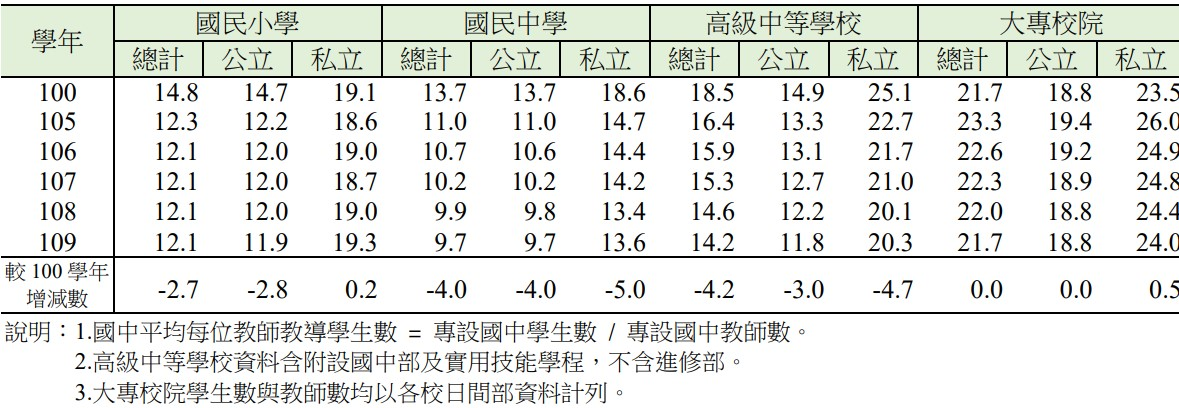 學年 國民小學 國民中學 高級中等學校 大專校院
總計 公立 私立 總計 公立 私立 總計 公立 私立 總計 公立 私立
100 14.8 14.7 19.1 13.7 13.7 18.6 18.5 14.9 25.1 21.7 18.8 23.5
105 12.3 12.2 18.6 11.0 11.0 14.7 16.4 13.3 22.7 23.3 19.4 26.0
106 12.1 12.0 19.0 10.7 10.6 14.4 15.9 13.1 21.7 22.6 19.2 24.9
107 12.1 12.0 18.7 10.2 10.2 14.2 15.3 12.7 21.0 22.3 18.9 24.8
108 12.1 12.0 19.0 9.9 9.8 13.4 14.6 12.2 20.1 22.0 18.8 24.4
109 12.1 11.9 19.3 9.7 9.7 13.6 14.2 11.8 20.3 21.7 18.8 24.0
較100學年
增減數 -2.7 -2.8 0.2 -4.0 -4.0 -5.0 -4.2 -3.0 -4.7 0.0 0.0 0.5
說明：1.國中平均每位教師教導學生數 = 專設國中學生數 / 專設國中教師數。
2.高級中等學校資料含附設國中部及實用技能學程，不含進修部。
3.大專校院學生數與教師數均以各校日間部資料計列。